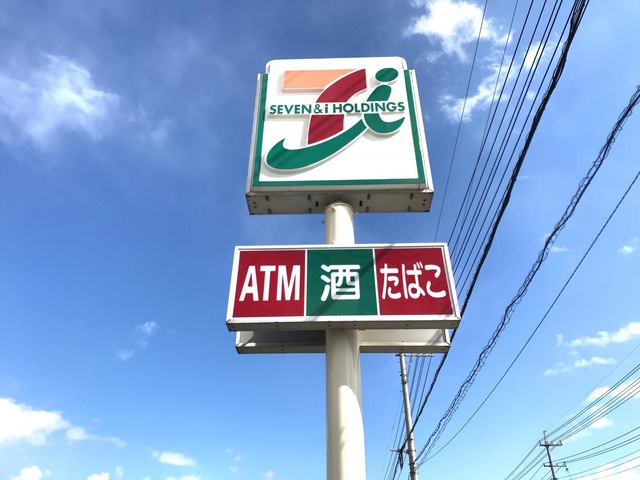 SEVEN & i HOLDINGS
ATM 酒 たばこ